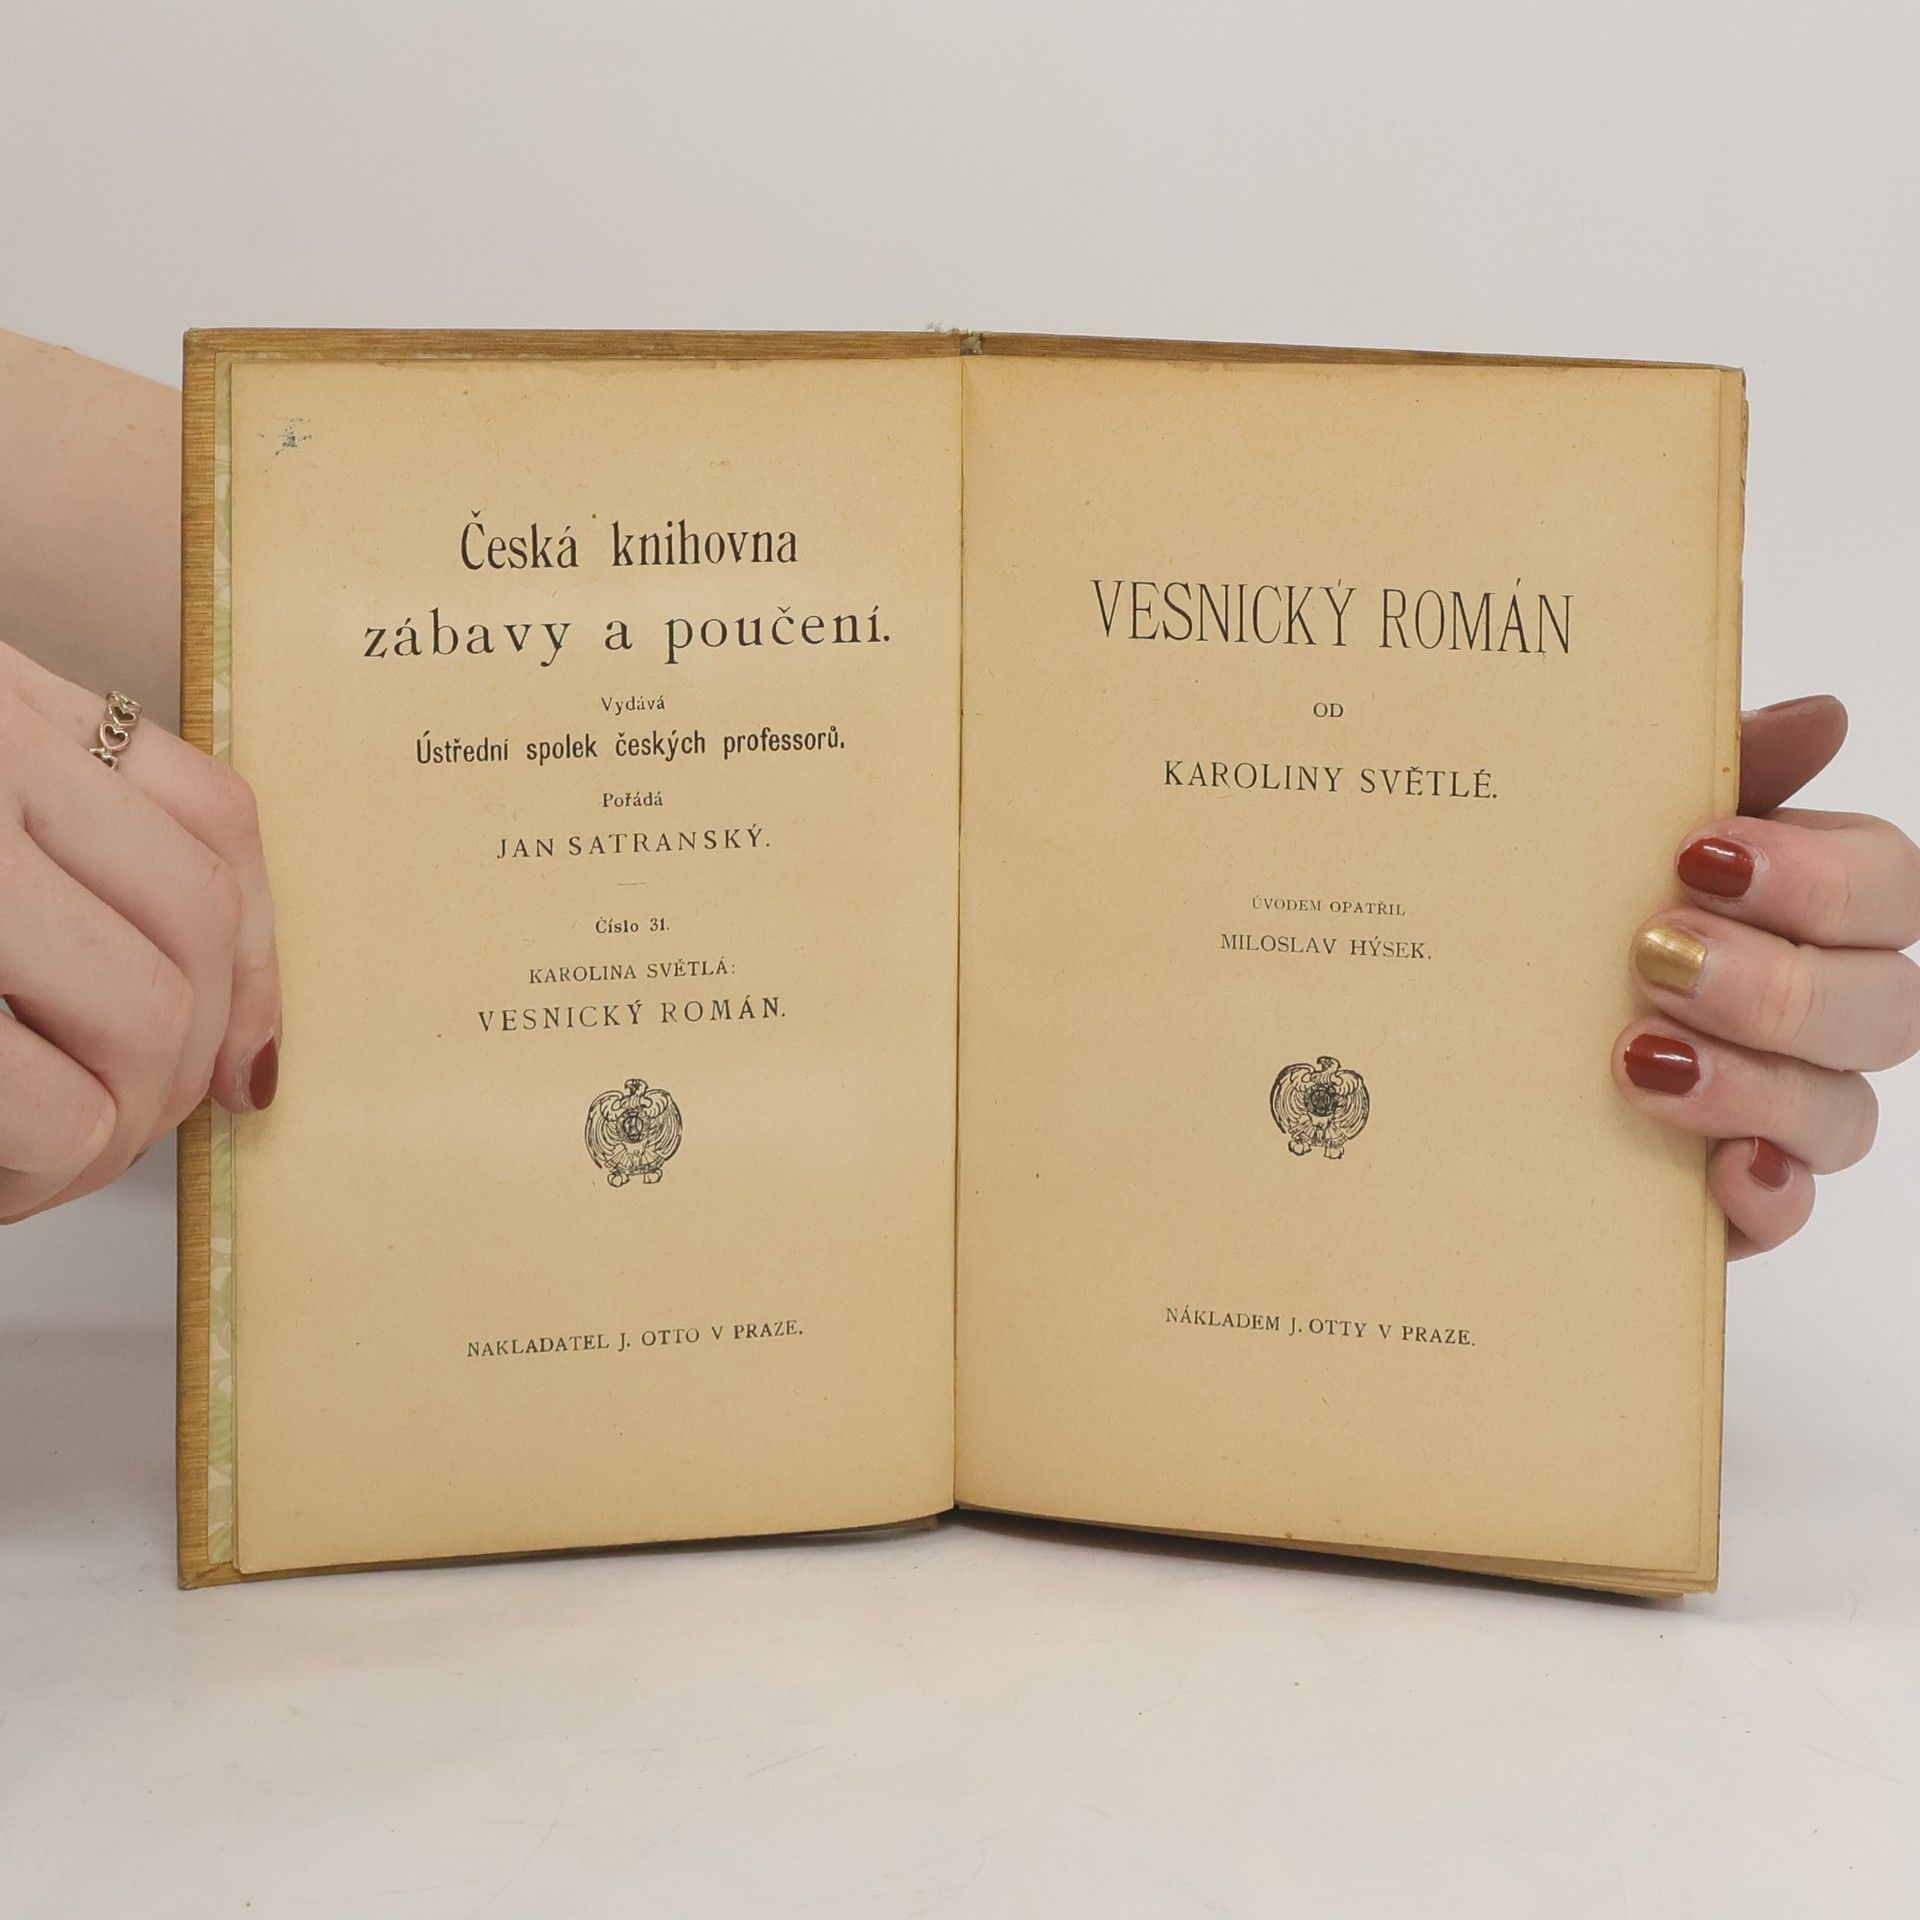 Česká knihovna
zábavy a poučení.
Vydává
Ústřední spolek českých professorů.
Pořádá
JAN SATRANSKÝ.
Číslo 31.
KAROLINA SVĚTLÁ:
VESNICKÝ ROMÁN.
NAKLADATEL J. OTTO V PRAZE.
VESNICKÝ ROMÁN
OD
KAROLINY SVĚTLÉ.
ÚVODEM OPATŘIL
MILOSLAV HÝSEK.
NÁKLADEM J. OTTY V PRAZE.